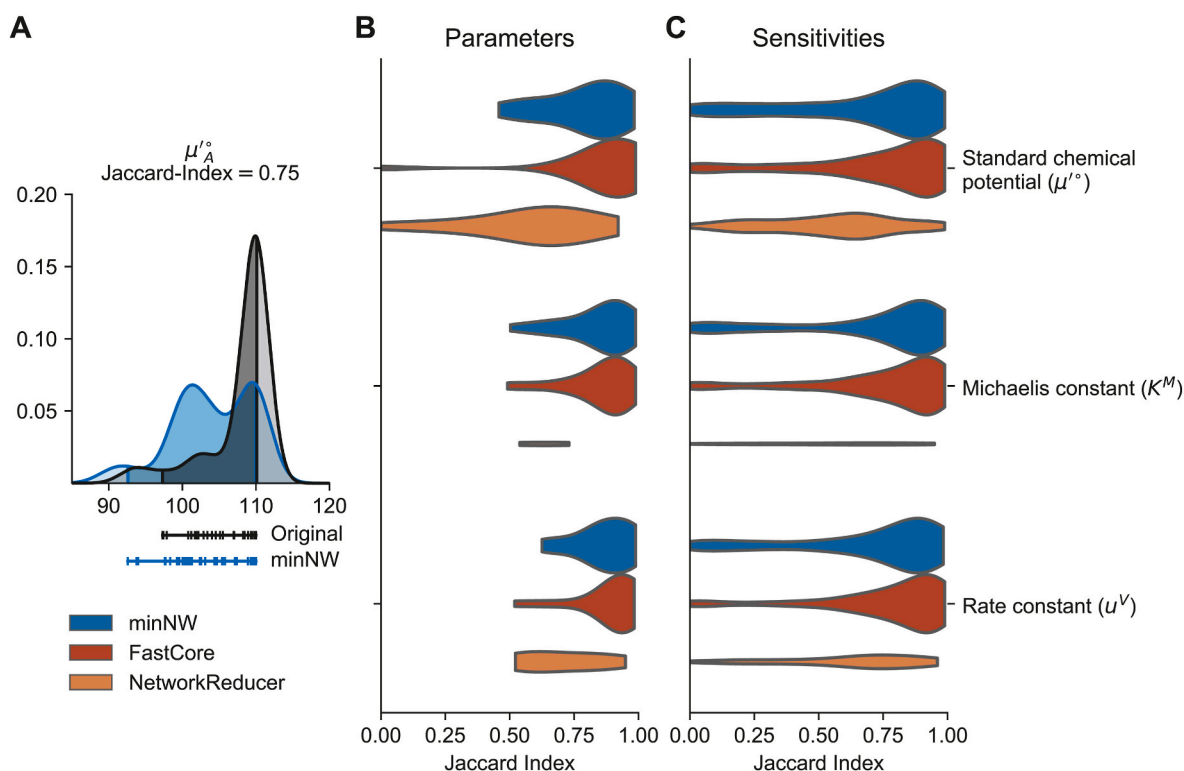 A
μ′°A
Jaccard-Index = 0.75
0.20
0.15
0.10
0.05
90 100 110 120
Original
minNW
minNW
FastCore
NetworkReducer
B
Parameters
0.00 0.25 0.50 0.75 1.00
Jaccard Index
C
Sensitivities
Standard chemical
potential (μ′°)
Michaelis constant (K^M)
Rate constant (u^V)
0.00 0.25 0.50 0.75 1.00
Jaccard Index